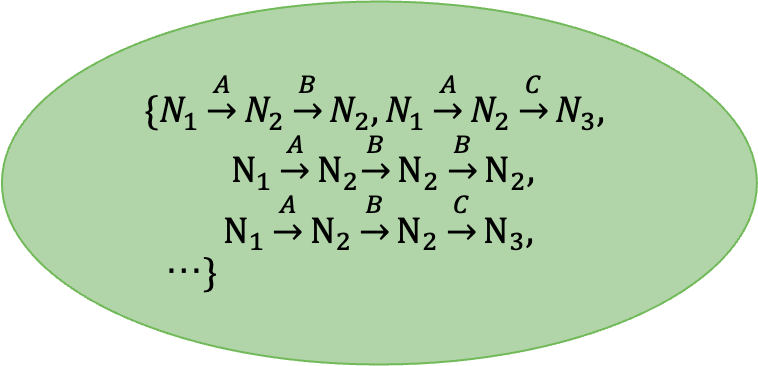 {N₁ →ᴬ N₂ →ᴮ N₂, N₁ →ᴬ N₂ →ᶜ N₃,
N₁ →ᴬ N₂ →ᴮ N₂ →ᴮ N₂,
N₁ →ᴬ N₂ →ᴮ N₂ →ᶜ N₃,
⋯}